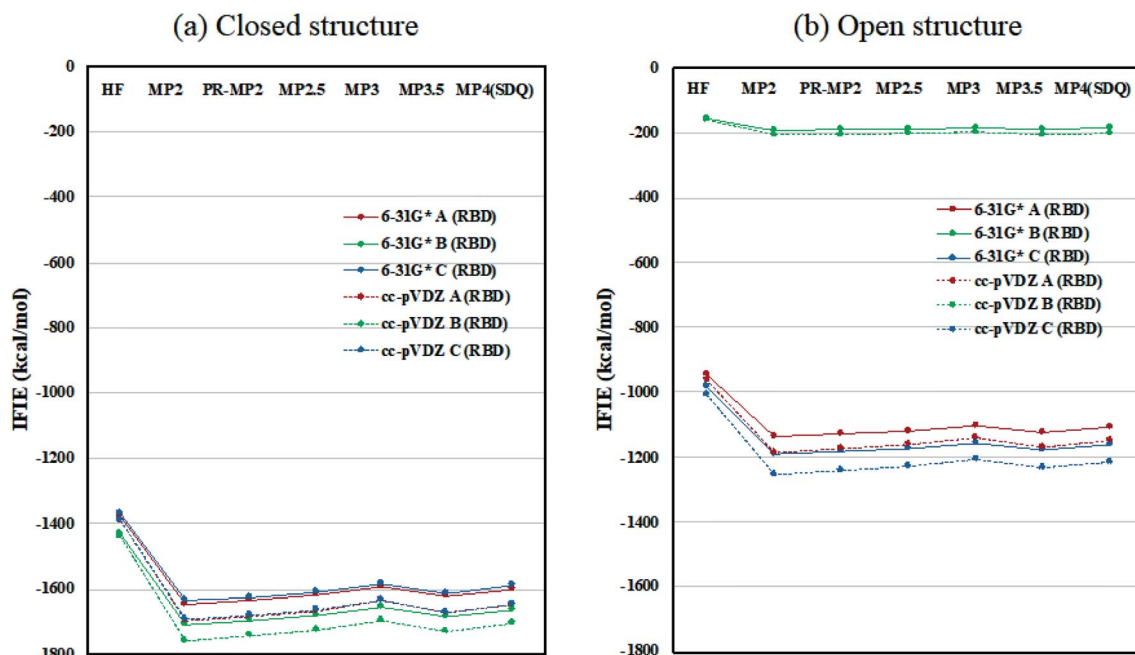 (a) Closed structure
0
HF MP2 PR-MP2 MP2.5 MP3 MP3.5 MP4(SDQ)
-200
-400
-600
-800
-1000
-1200
-1400
-1600
-1800
IFIE (kcal/mol)
6-31G* A (RBD)
6-31G* B (RBD)
6-31G* C (RBD)
cc-pVDZ A (RBD)
cc-pVDZ B (RBD)
cc-pVDZ C (RBD)
(b) Open structure
0
HF MP2 PR-MP2 MP2.5 MP3 MP3.5 MP4(SDQ)
-200
-400
-600
-800
-1000
-1200
-1400
-1600
-1800
IFIE (kcal/mol)
6-31G* A (RBD)
6-31G* B (RBD)
6-31G* C (RBD)
cc-pVDZ A (RBD)
cc-pVDZ B (RBD)
cc-pVDZ C (RBD)